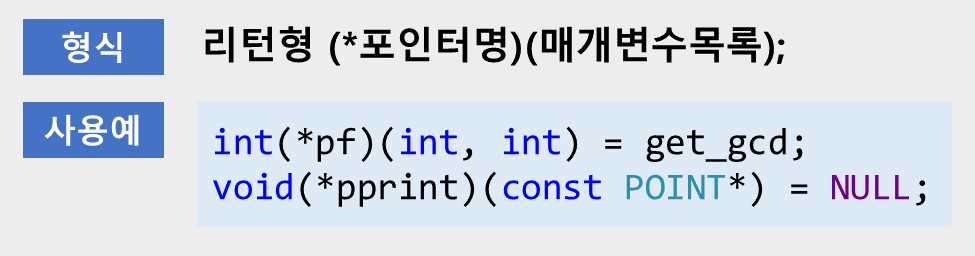 형식
리턴형 (*포인터명)(매개변수목록);
사용예
int(*pf)(int, int) = get_gcd;
void(*pprint)(const POINT*) = NULL;